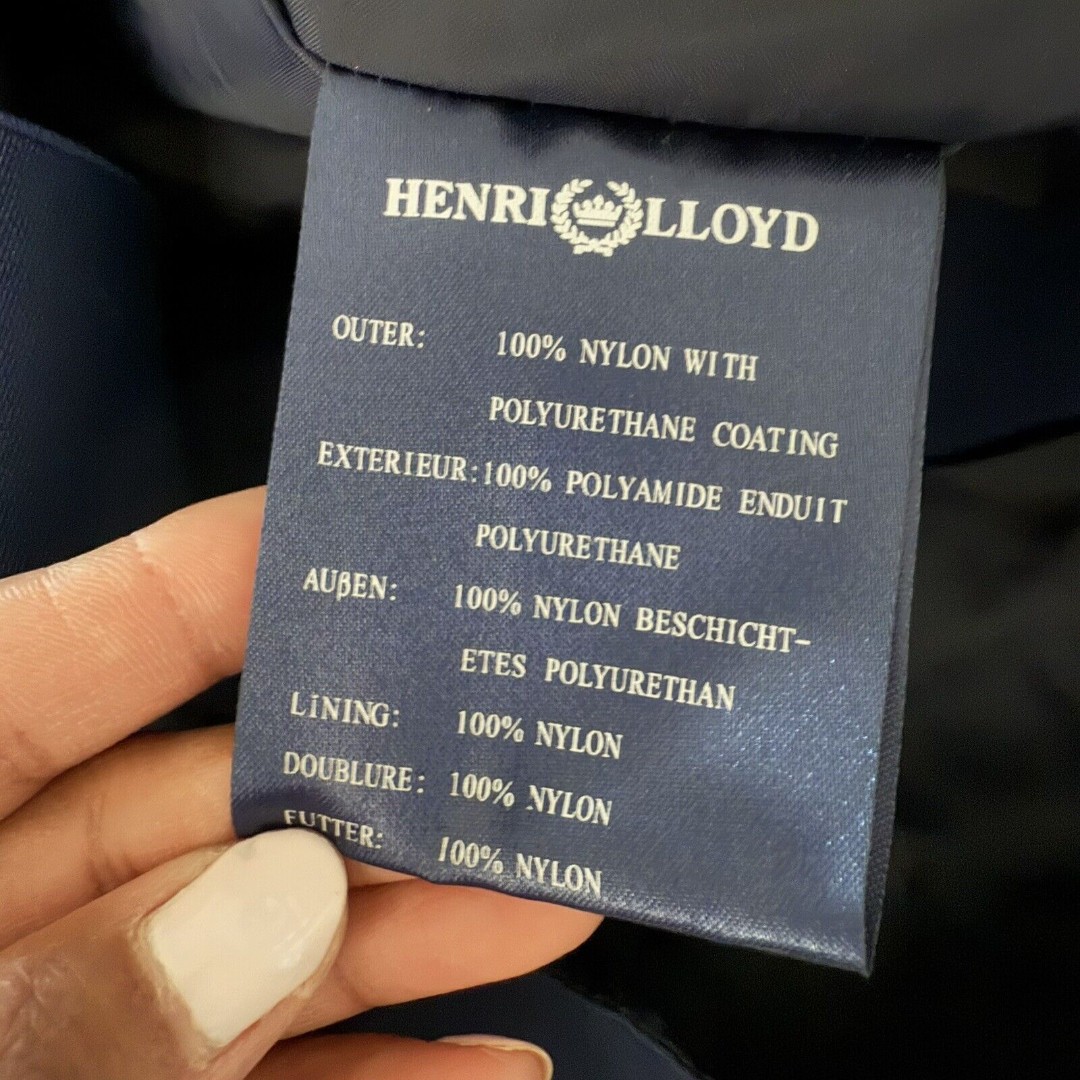 HENRI LLOYD
OUTER: 100% NYLON WITH
POLYURETHANE COATING
EXTERIEUR: 100% POLYAMIDE ENDUIT
POLYURETHANE
AUβEN: 100% NYLON BESCHICHT-
ETES POLYURETHAN
LINING: 100% NYLON
DOUBLURE: 100% NYLON
FUTTER: 100% NYLON